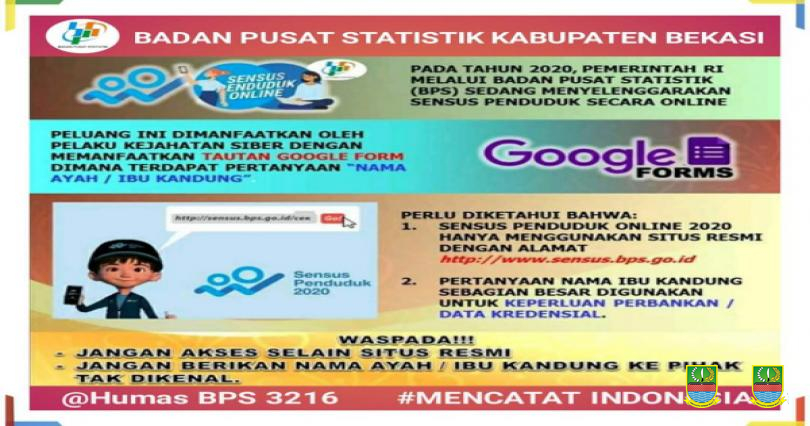 BADAN PUSAT STATISTIK KABUPATEN BEKASI
BADAN PUSAT STATISTIK
SENSUS
PENDUDUK
ONLINE
PADA TAHUN 2020, PEMERINTAH RI
MELALUI BADAN PUSAT STATISTIK
(BPS) SEDANG MENYELENGGARAKAN
SENSUS PENDUDUK SECARA ONLINE
PELUANG INI DIMANFAATKAN OLEH
PELAKU KEJAHATAN SIBER DENGAN
MEMANFAATKAN TAUTAN GOOGLE FORM
DIMANA TERDAPAT PERTANYAAN "NAMA
AYAH / IBU KANDUNG".
Google
FORMS
http://sensus.bps.go.id/cek
Go!
Sensus
Penduduk
2020
PERLU DIKETAHUI BAHWA:
1. SENSUS PENDUDUK ONLINE 2020
HANYA MENGGUNAKAN SITUS RESMI
DENGAN ALAMAT
http://www.sensus.bps.go.id
2. PERTANYAAN NAMA IBU KANDUNG
SEBAGIAN BESAR DIGUNAKAN
UNTUK KEPERLUAN PERBANKAN /
DATA KREDENSIAL.
WASPADA!!!
- JANGAN AKSES SELAIN SITUS RESMI
- JANGAN BERIKAN NAMA AYAH / IBU KANDUNG KE PIHAK
TAK DIKENAL.
@Humas BPS 3216 #MENCATAT INDONESIA